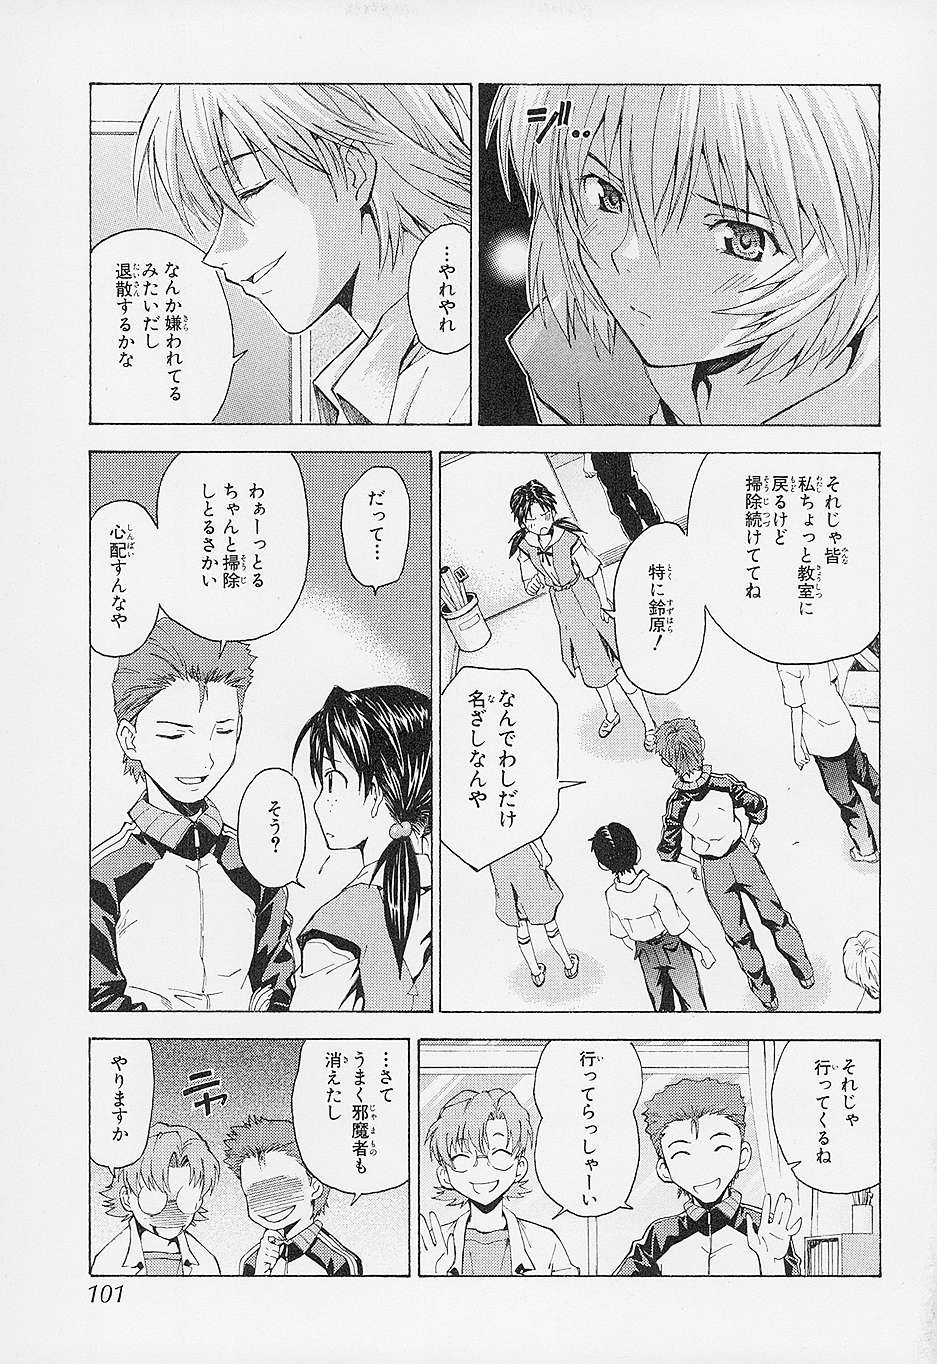 ジッ…
…やれやれ
なんか嫌われてる
みたいだし
退散するかな
それじゃ皆
私ちょっと教室に
戻るけど
掃除続けててね
特に鈴原！
なんでわしだけ
名ざしなんや
だって…
わぁーっとる
ちゃんと掃除
しとるさかい
心配すんなや
そう？
それじゃ
行ってくるね
行ってらっしゃーい
…さて
うまく邪魔者も
消えたし
ニヤ
やりますか
101